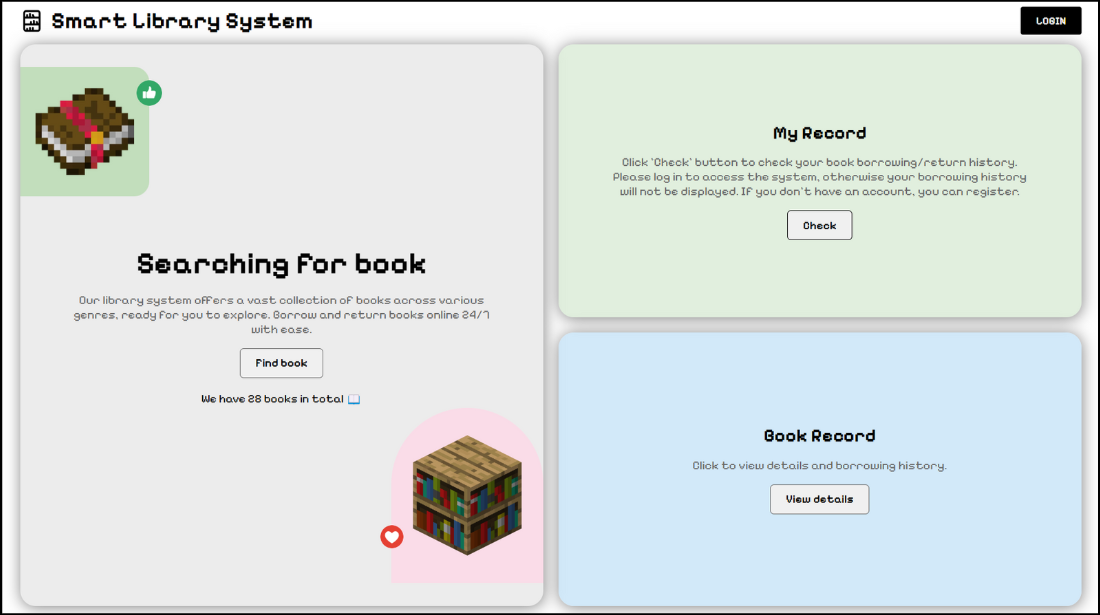 Smart Library System
LOGIN
Searching for book
Our library system offers a vast collection of books across various
genres, ready for you to explore. Borrow and return books online 24/7
with ease.
Find book
We have 28 books in total 📖
My Record
Click 'Check' button to check your book borrowing/return history.
Please log in to access the system, otherwise your borrowing history
will not be displayed. If you don't have an account, you can register.
Check
Book Record
Click to view details and borrowing history.
View details